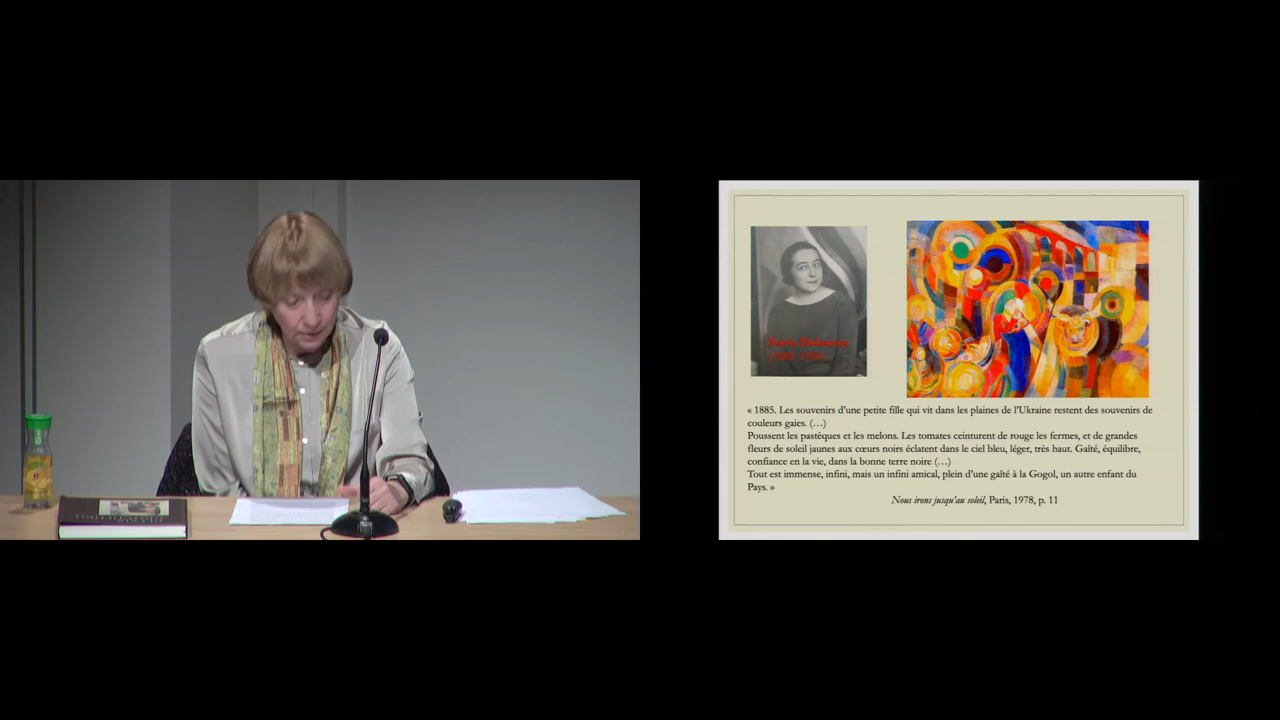 Sonia Delaunay
« 1885. Les souvenirs d'une petite fille qui vit dans les plaines de l'Ukraine restent des souvenirs de
couleurs gaies. (…)
Poussent les pastèques et les melons. Les tomates ceinturent de rouge les fermes, et de grandes
fleurs de soleil jaunes aux cœurs noirs éclatent dans le ciel bleu, léger, très haut. Gaîté, équilibre,
confiance en la vie, dans la bonne terre noire (…)
Tout est immense, infini, mais un infini amical, plein d'une gaîté à la Gogol, un autre enfant du
Pays. »
Nous irons jusqu'au soleil, Paris, 1978, p. 11